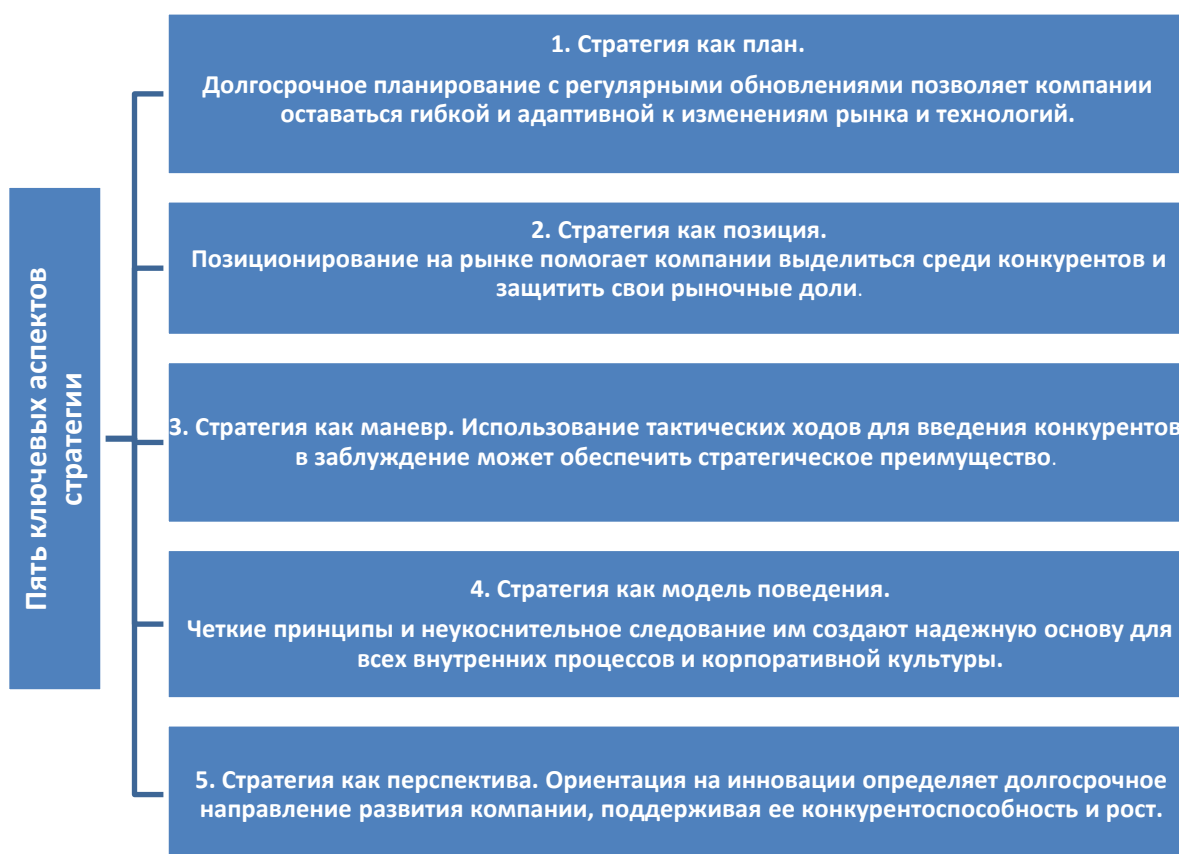 Пять ключевых аспектов
стратегии
1. Стратегия как план.
Долгосрочное планирование с регулярными обновлениями позволяет компании
оставаться гибкой и адаптивной к изменениям рынка и технологий.
2. Стратегия как позиция.
Позиционирование на рынке помогает компании выделиться среди конкурентов и
защитить свои рыночные доли.
3. Стратегия как маневр. Использование тактических ходов для введения конкурентов
в заблуждение может обеспечить стратегическое преимущество.
4. Стратегия как модель поведения.
Четкие принципы и неукоснительное следование им создают надежную основу для
всех внутренних процессов и корпоративной культуры.
5. Стратегия как перспектива. Ориентация на инновации определяет долгосрочное
направление развития компании, поддерживая ее конкурентоспособность и рост.